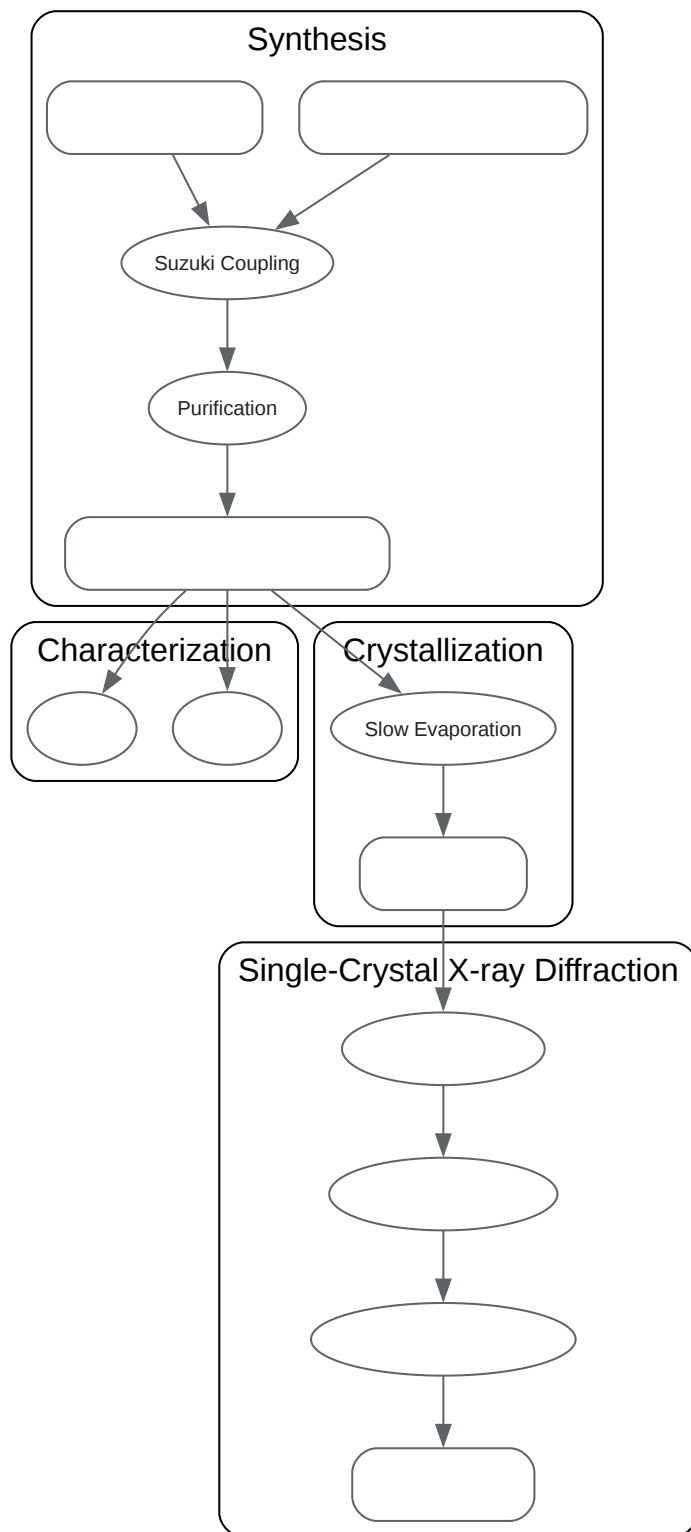 Synthesis
Suzuki Coupling
Purification
Characterization
Crystallization
Slow Evaporation
Single-Crystal X-ray Diffraction